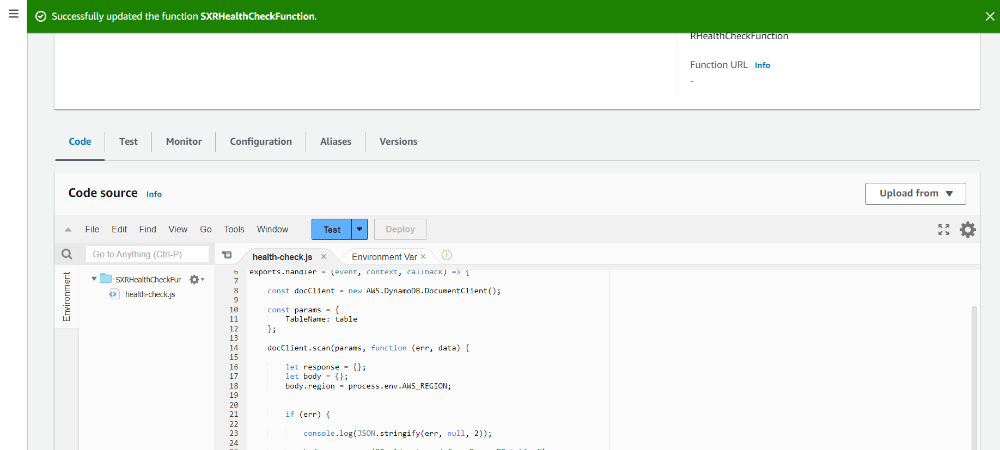 Successfully updated the function SXRHealthCheckFunction.
RHealthCheckFunction
Function URL Info
-
Code Test Monitor Configuration Aliases Versions
Code source Info
Upload from
File Edit Find View Go Tools Window Test Deploy
Go to Anything (Ctrl-P)
health-check.js Environment Var
Environment
SXRHealthCheckFur
health-check.js
6 exports.handler = (event, context, callback) => {
7
8 const docClient = new AWS.DynamoDB.DocumentClient();
9
10 const params = {
11 TableName: table
12 };
13
14 docClient.scan(params, function (err, data) {
15
16 let response = {};
17 let body = {};
18 body.region = process.env.AWS_REGION;
19
20
21 if (err) {
22
23 console.log(JSON.stringify(err, null, 2));
24